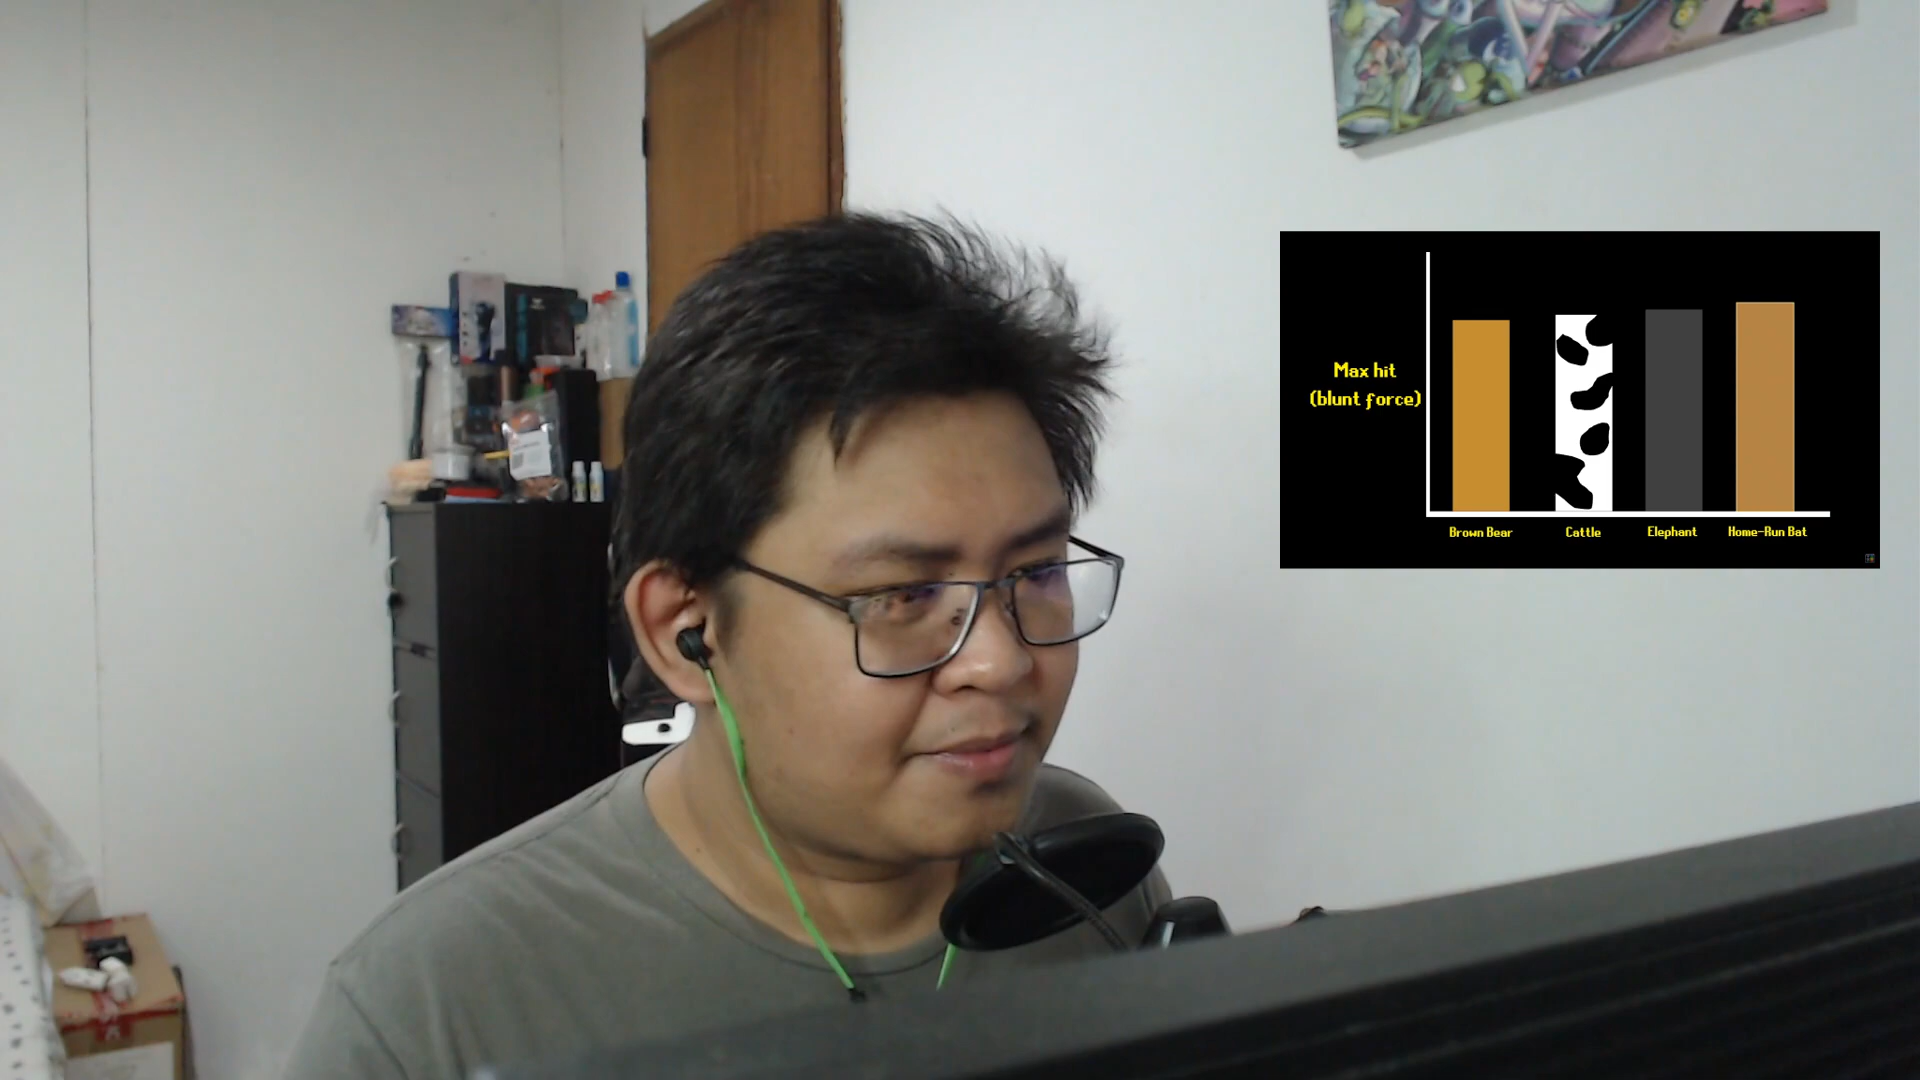 Max hit
(blunt force)
Brown Bear
Cattle
Elephant
Home-Run Bat